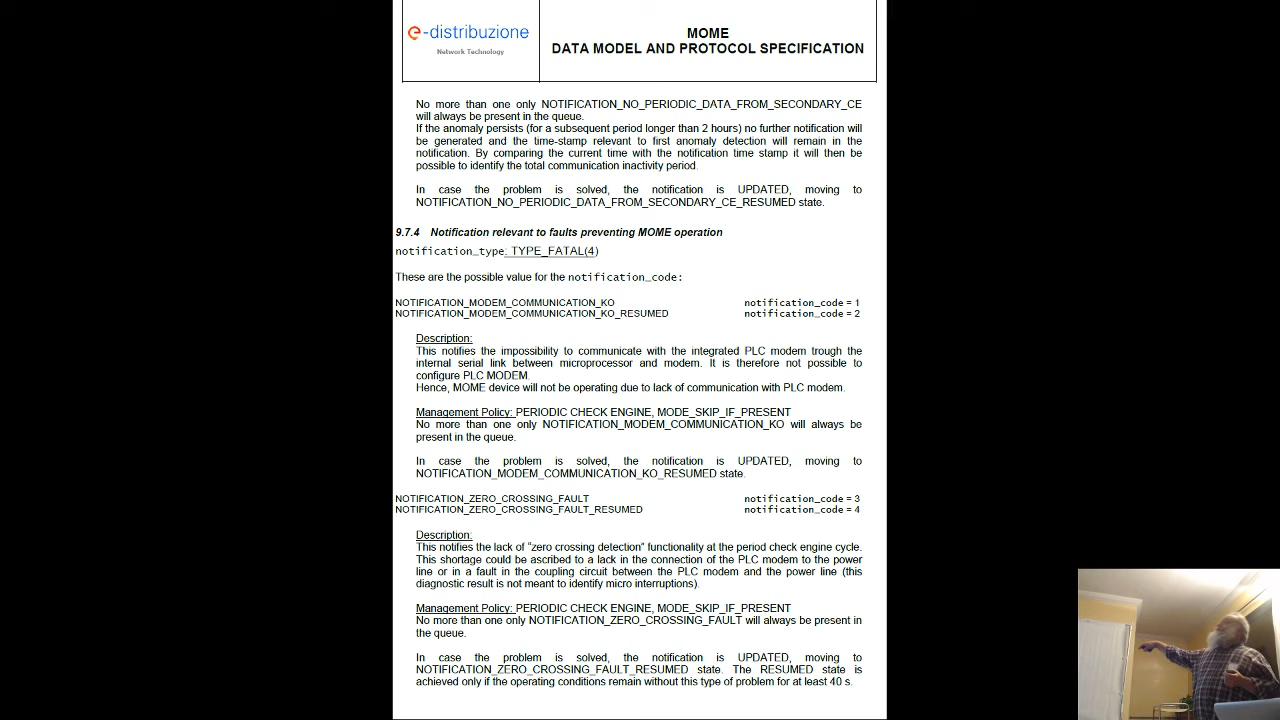 e-distribuzione
Network Technology
MOME
DATA MODEL AND PROTOCOL SPECIFICATION
No more than one only NOTIFICATION_NO_PERIODIC_DATA_FROM_SECONDARY_CE
will always be present in the queue.
If the anomaly persists (for a subsequent period longer than 2 hours) no further notification will
be generated and the time-stamp relevant to first anomaly detection will remain in the
notification. By comparing the current time with the notification time stamp it will then be
possible to identify the total communication inactivity period.
In case the problem is solved, the notification is UPDATED, moving to
NOTIFICATION_NO_PERIODIC_DATA_FROM_SECONDARY_CE_RESUMED state.
9.7.4 Notification relevant to faults preventing MOME operation
notification_type: TYPE_FATAL(4)
These are the possible value for the notification_code:
NOTIFICATION_MODEM_COMMUNICATION_KO notification_code = 1
NOTIFICATION_MODEM_COMMUNICATION_KO_RESUMED notification_code = 2
Description:
This notifies the impossibility to communicate with the integrated PLC modem trough the
internal serial link between microprocessor and modem. It is therefore not possible to
configure PLC MODEM.
Hence, MOME device will not be operating due to lack of communication with PLC modem.
Management Policy: PERIODIC CHECK ENGINE, MODE_SKIP_IF_PRESENT
No more than one only NOTIFICATION_MODEM_COMMUNICATION_KO will always be
present in the queue.
In case the problem is solved, the notification is UPDATED, moving to
NOTIFICATION_MODEM_COMMUNICATION_KO_RESUMED state.
NOTIFICATION_ZERO_CROSSING_FAULT notification_code = 3
NOTIFICATION_ZERO_CROSSING_FAULT_RESUMED notification_code = 4
Description:
This notifies the lack of "zero crossing detection" functionality at the period check engine cycle.
This shortage could be ascribed to a lack in the connection of the PLC modem to the power
line or in a fault in the coupling circuit between the PLC modem and the power line (this
diagnostic result is not meant to identify micro interruptions).
Management Policy: PERIODIC CHECK ENGINE, MODE_SKIP_IF_PRESENT
No more than one only NOTIFICATION_ZERO_CROSSING_FAULT will always be present in
the queue.
In case the problem is solved, the notification is UPDATED, moving to
NOTIFICATION_ZERO_CROSSING_FAULT_RESUMED state. The RESUMED state is
achieved only if the operating conditions remain without this type of problem for at least 40 s.